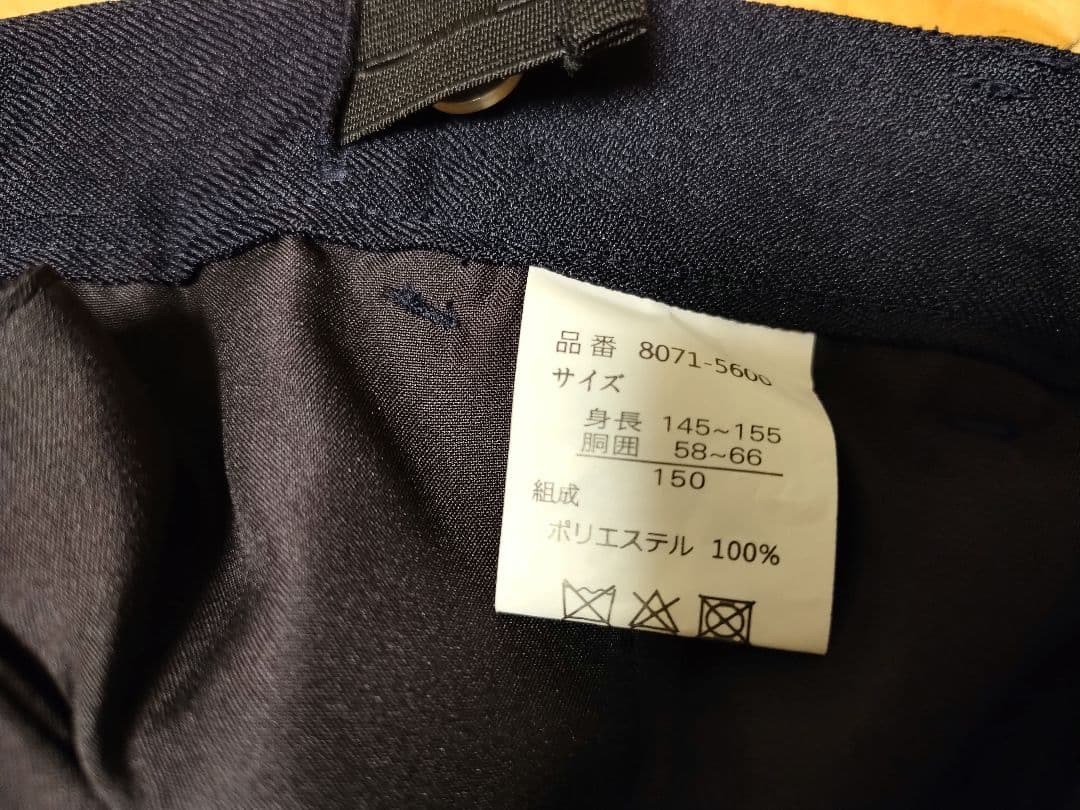 品番 8071-5606
サイズ
身長 145~155
胴囲 58~66
150
組成
ポリエステル 100%